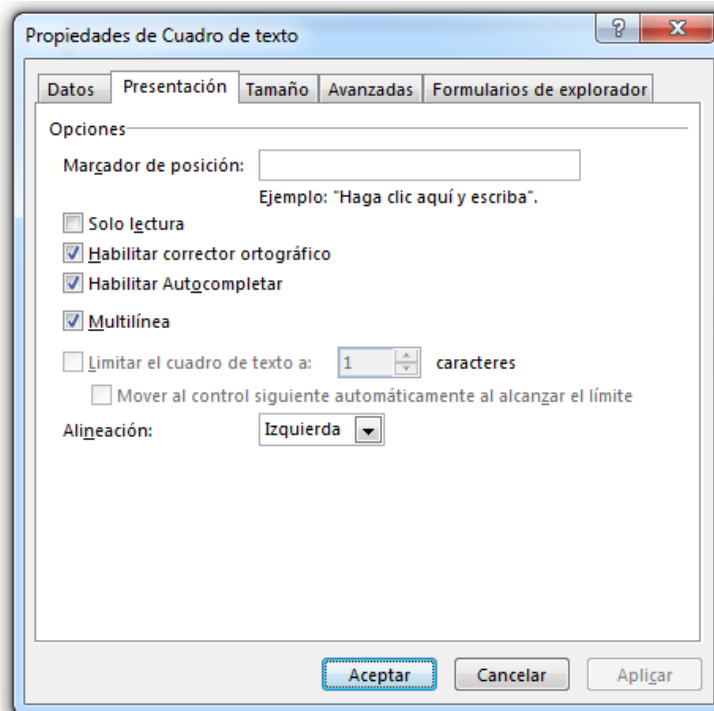 Propiedades de Cuadro de texto
Datos Presentación Tamaño Avanzadas Formularios de explorador
Opciones
Marcador de posición:
Ejemplo: "Haga clic aquí y escriba".
Solo lectura
Habilitar corrector ortográfico
Habilitar Autocompletar
Multilínea
Limitar el cuadro de texto a: 1 caracteres
Mover al control siguiente automáticamente al alcanzar el límite
Alineación: Izquierda
Aceptar Cancelar Aplicar